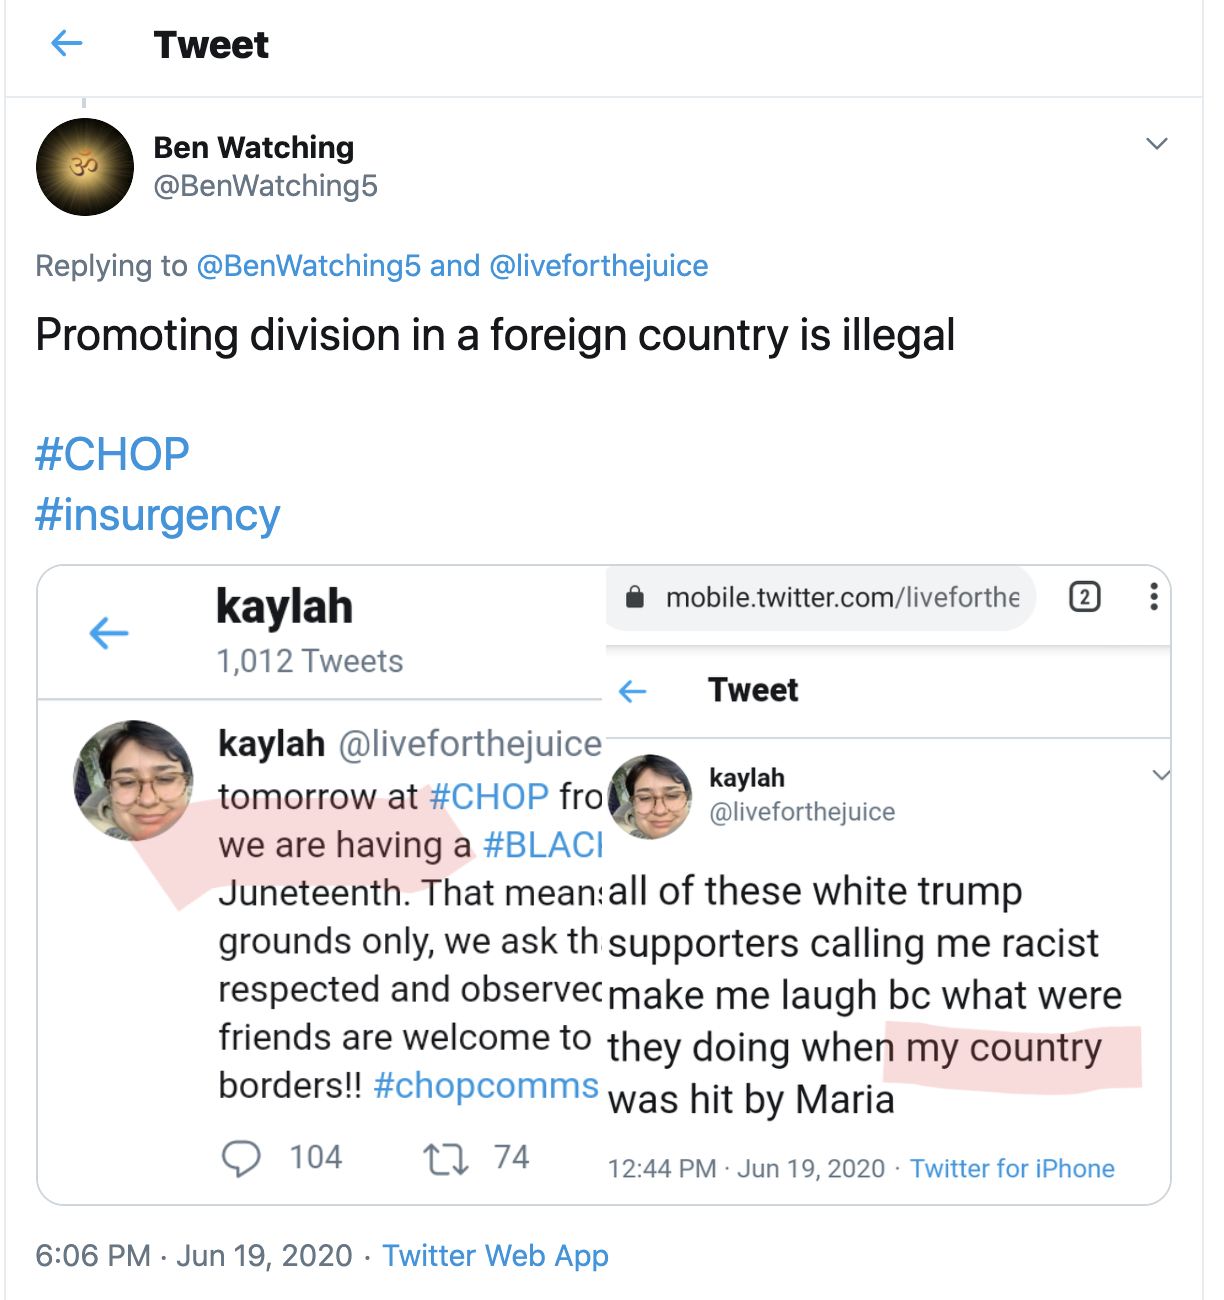 Tweet
Ben Watching
@BenWatching5
Replying to @BenWatching5 and @liveforthejuice
Promoting division in a foreign country is illegal
#CHOP
#insurgency
kaylah
1,012 Tweets
kaylah @liveforthejuice
tomorrow at #CHOP fro
we are having a #BLAC
Juneteenth. That means
grounds only, we ask th
respected and observed
friends are welcome to
borders!! #chopcomms
104 74
mobile.twitter.com/liveforthe
2
Tweet
kaylah
@liveforthejuice
all of these white trump
supporters calling me racist
make me laugh bc what were
they doing when my country
was hit by Maria
12:44 PM · Jun 19, 2020 · Twitter for iPhone
6:06 PM · Jun 19, 2020 · Twitter Web App